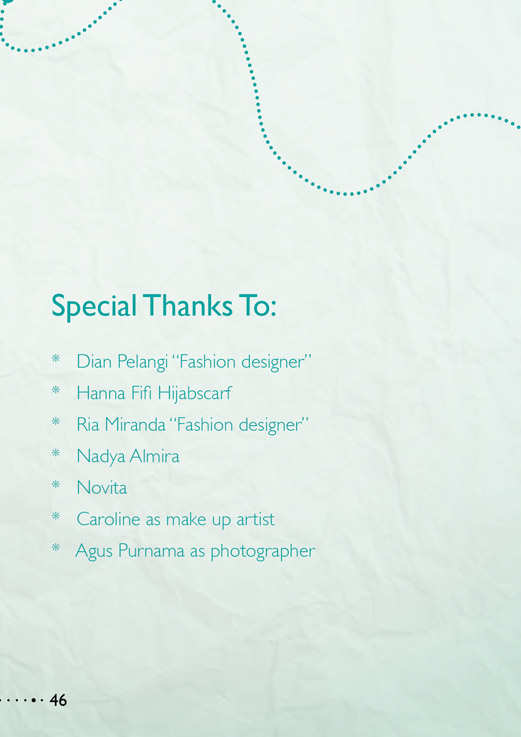 Special Thanks To:
* Dian Pelangi “Fashion designer”
* Hanna Fifi Hijabscarf
* Ria Miranda “Fashion designer”
* Nadya Almira
* Novita
* Caroline as make up artist
* Agus Purnama as photographer
46